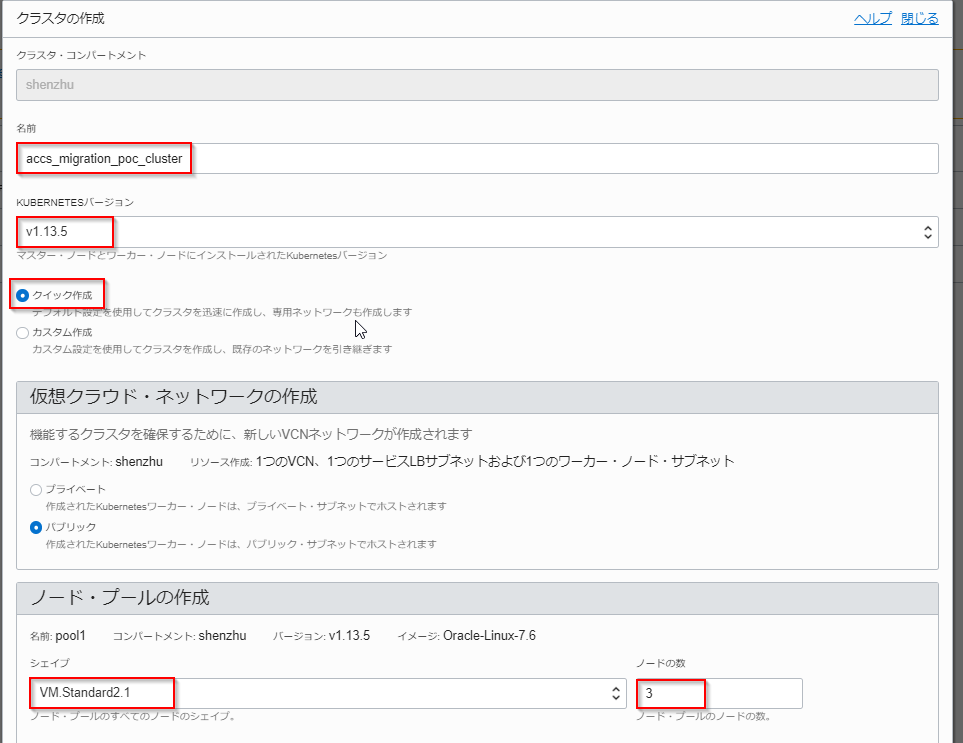 クラスタの作成 ヘルプ 閉じる
クラスタ・コンパートメント
shenzhu
名前
accs_migration_poc_cluster
KUBERNETESバージョン
v1.13.5
マスター・ノードとワーカー・ノードにインストールされたKubernetesバージョン
クイック作成
デフォルト設定を使用してクラスタを迅速に作成し、専用ネットワークも作成します
カスタム作成
カスタム設定を使用してクラスタを作成し、既存のネットワークを引き継ぎます
仮想クラウド・ネットワークの作成
機能するクラスタを確保するために、新しいVCNネットワークが作成されます
コンパートメント: shenzhu リソース作成: 1つのVCN、1つのサービスLBサブネットおよび1つのワーカー・ノード・サブネット
プライベート
作成されたKubernetesワーカー・ノードは、プライベート・サブネットでホストされます
パブリック
作成されたKubernetesワーカー・ノードは、パブリック・サブネットでホストされます
ノード・プールの作成
名前: pool1 コンパートメント: shenzhu バージョン: v1.13.5 イメージ: Oracle-Linux-7.6
シェイプ ノードの数
VM.Standard2.1 3
ノード・プールのすべてのノードのシェイプ。 ノード・プールのノードの数。